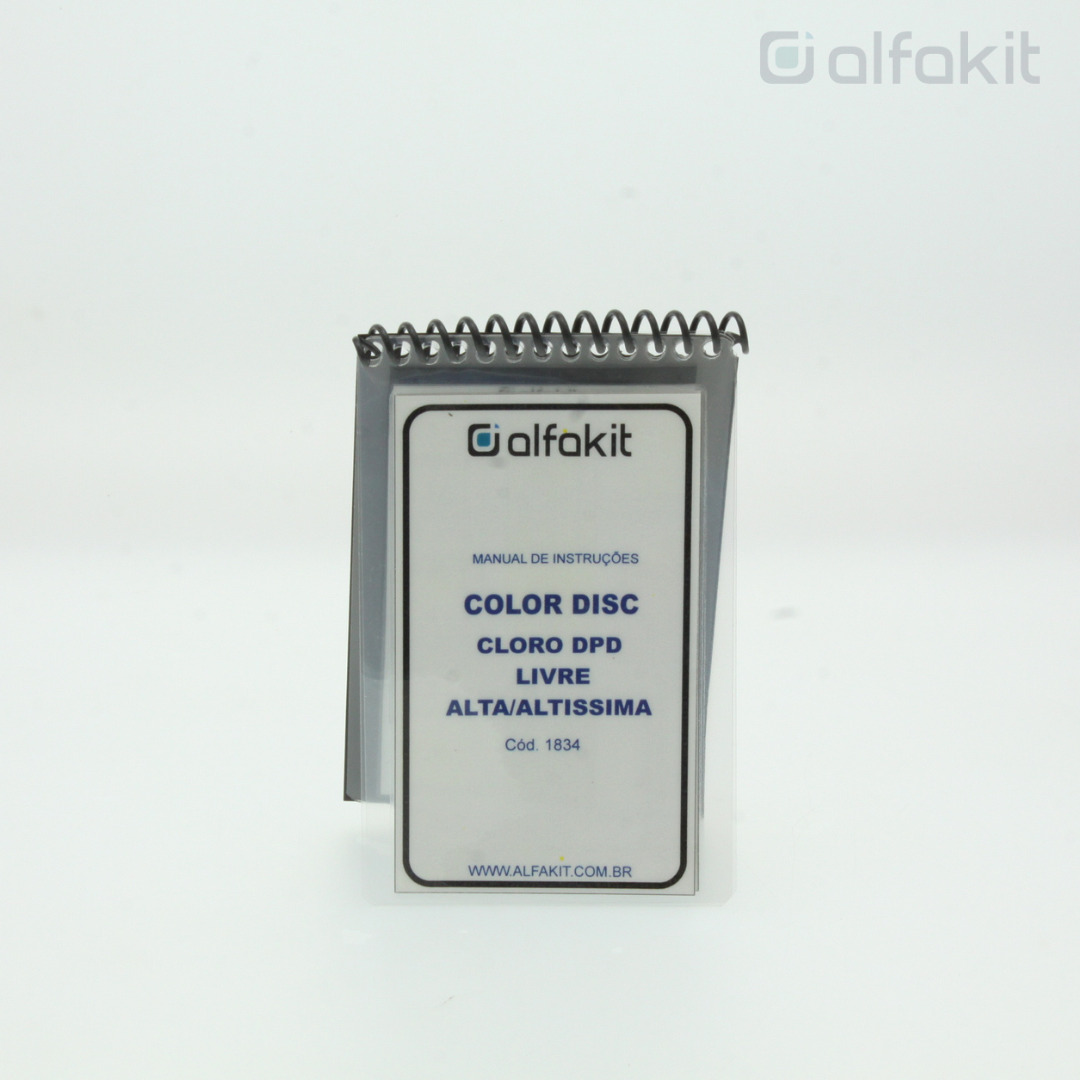 alfakit
alfakit
MANUAL DE INSTRUÇÕES
COLOR DISC
CLORO DPD
LIVRE
ALTA/ALTISSIMA
Cód. 1834
WWW.ALFAKIT.COM.BR